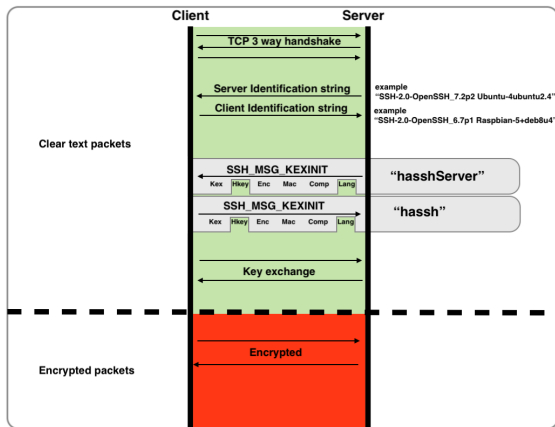 Client Server
TCP 3 way handshake
Server Identification string
example
“SSH-2.0-OpenSSH_7.2p2 Ubuntu-4ubuntu2.4”
Client Identification string
example
“SSH-2.0-OpenSSH_6.7p1 Raspbian-5+deb8u4”
Clear text packets
SSH_MSG_KEXINIT
Kex Hkey Enc Mac Comp Lang
“hasshServer”
SSH_MSG_KEXINIT
Kex Hkey Enc Mac Comp Lang
“hassh”
Key exchange
Encrypted
Encrypted packets